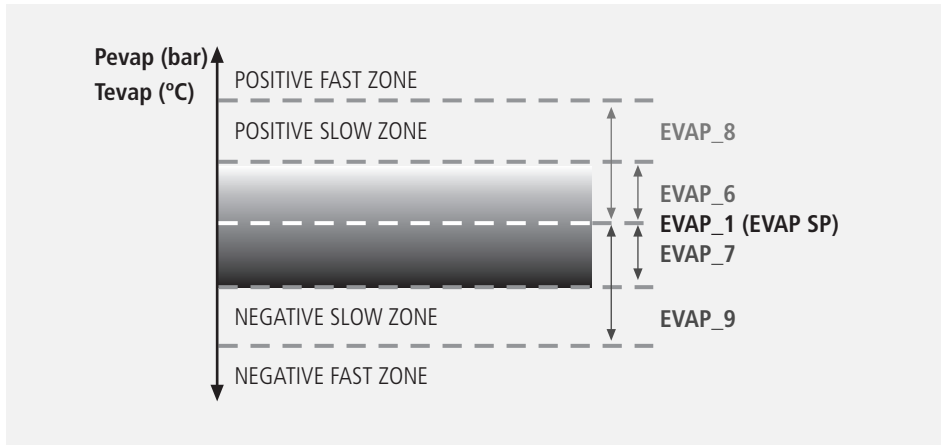 Pevap (bar)
Tevap (ºC)
POSITIVE FAST ZONE
POSITIVE SLOW ZONE
EVAP_8
EVAP_6
EVAP_1 (EVAP SP)
EVAP_7
NEGATIVE SLOW ZONE
EVAP_9
NEGATIVE FAST ZONE